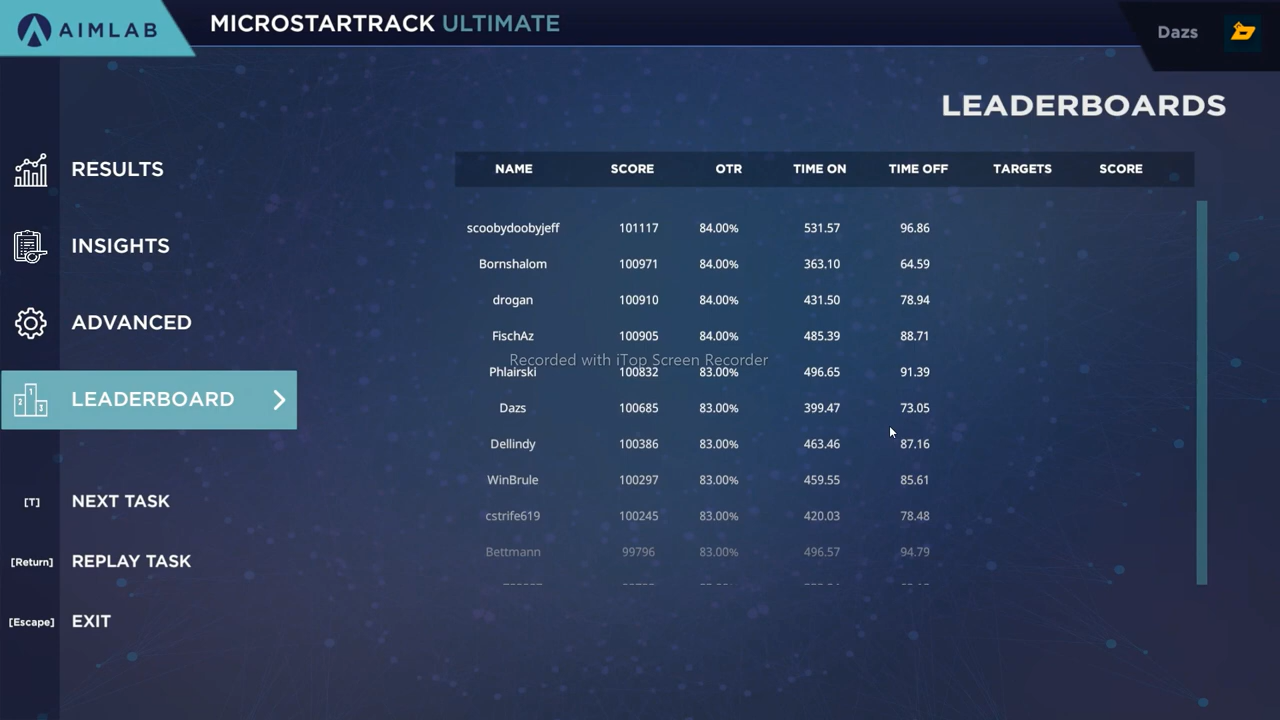 AIMLAB
MICROSTARTRACK ULTIMATE
Dazs
LEADERBOARDS
RESULTS
INSIGHTS
ADVANCED
LEADERBOARD
[T] NEXT TASK
[Return] REPLAY TASK
[Escape] EXIT
NAME SCORE OTR TIME ON TIME OFF TARGETS SCORE
scoobydoobyjeff 101117 84.00% 531.57 96.86
Bornshalom 100971 84.00% 363.10 64.59
drogan 100910 84.00% 431.50 78.94
FischAz 100905 84.00% 485.39 88.71
Recorded with iTop Screen Recorder
Phlairski 100832 83.00% 496.65 91.39
Dazs 100685 83.00% 399.47 73.05
Dellindy 100386 83.00% 463.46 87.16
WinBrule 100297 83.00% 459.55 85.61
cstrife619 100245 83.00% 420.03 78.48
Bettmann 99796 83.00% 496.57 94.79